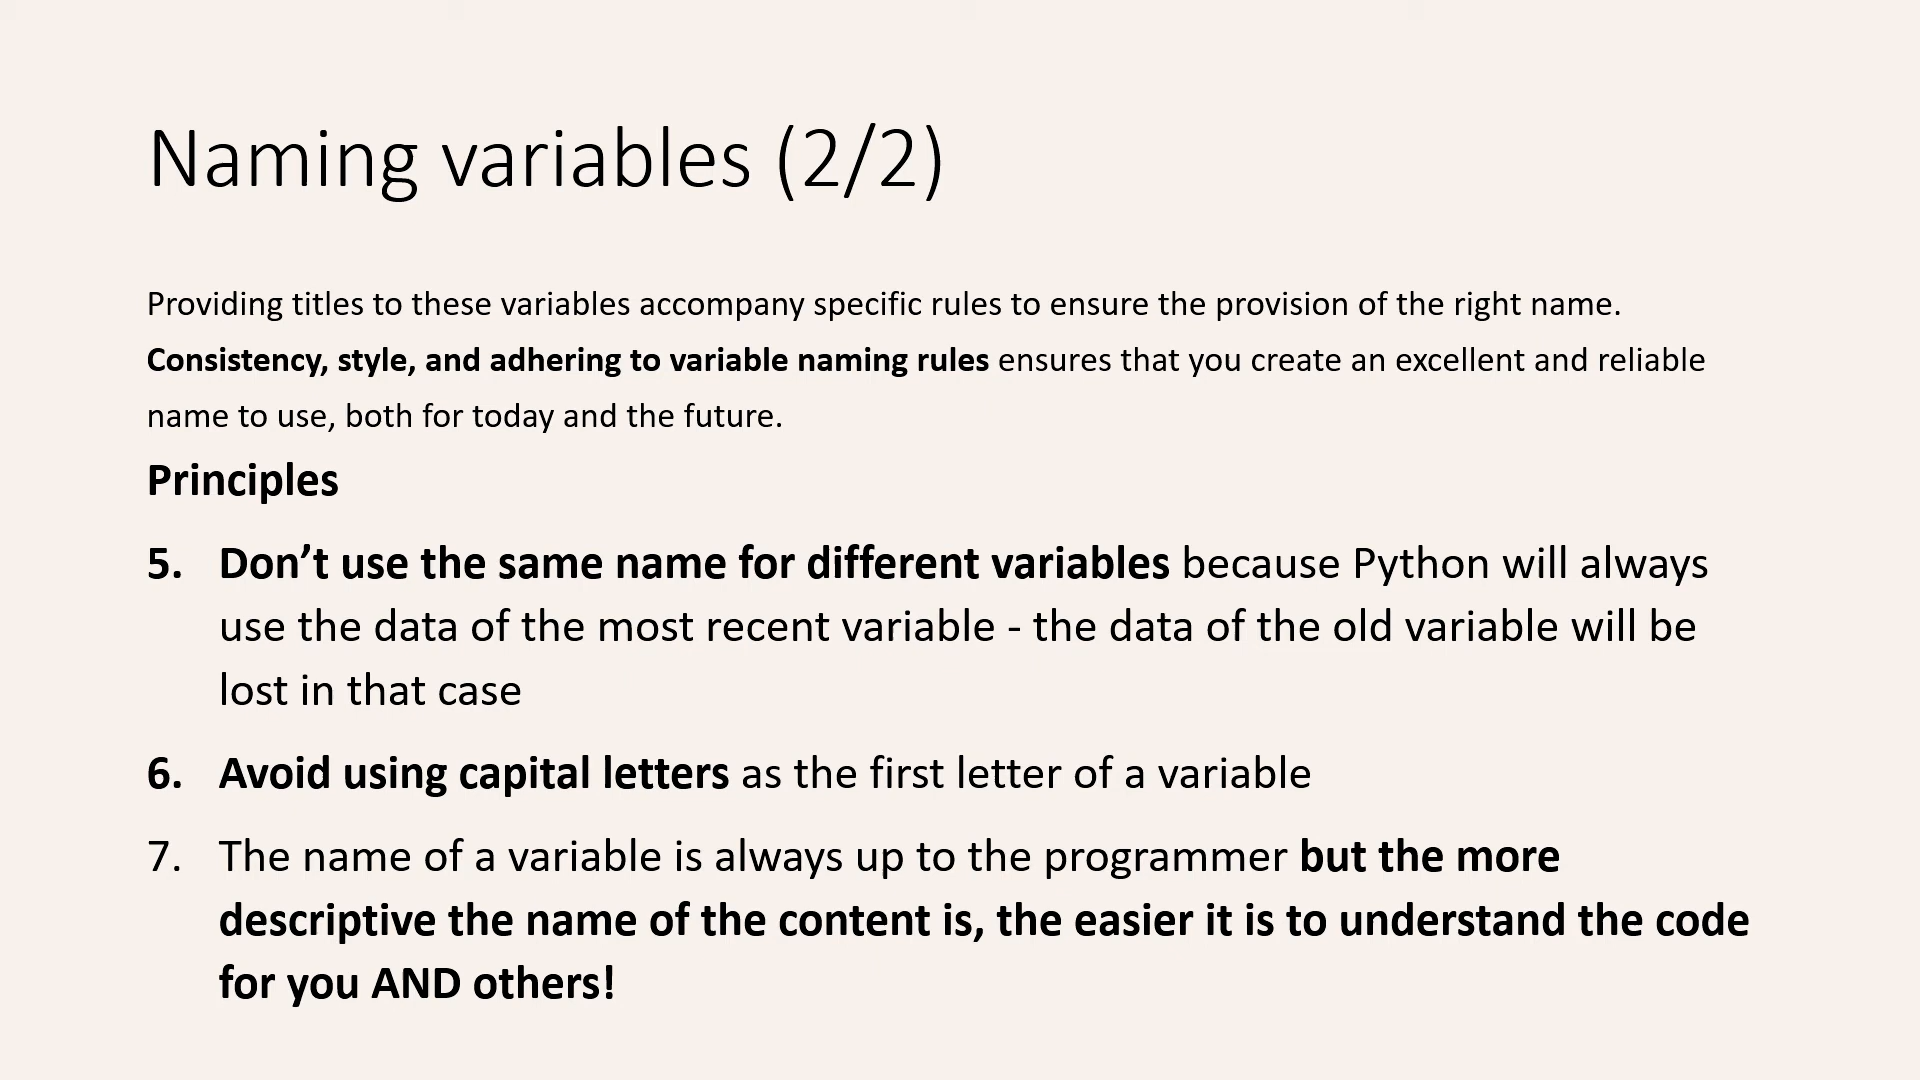 Naming variables (2/2)
Providing titles to these variables accompany specific rules to ensure the provision of the right name.
Consistency, style, and adhering to variable naming rules ensures that you create an excellent and reliable
name to use, both for today and the future.
Principles
5. Don’t use the same name for different variables because Python will always
use the data of the most recent variable - the data of the old variable will be
lost in that case
6. Avoid using capital letters as the first letter of a variable
7. The name of a variable is always up to the programmer but the more
descriptive the name of the content is, the easier it is to understand the code
for you AND others!